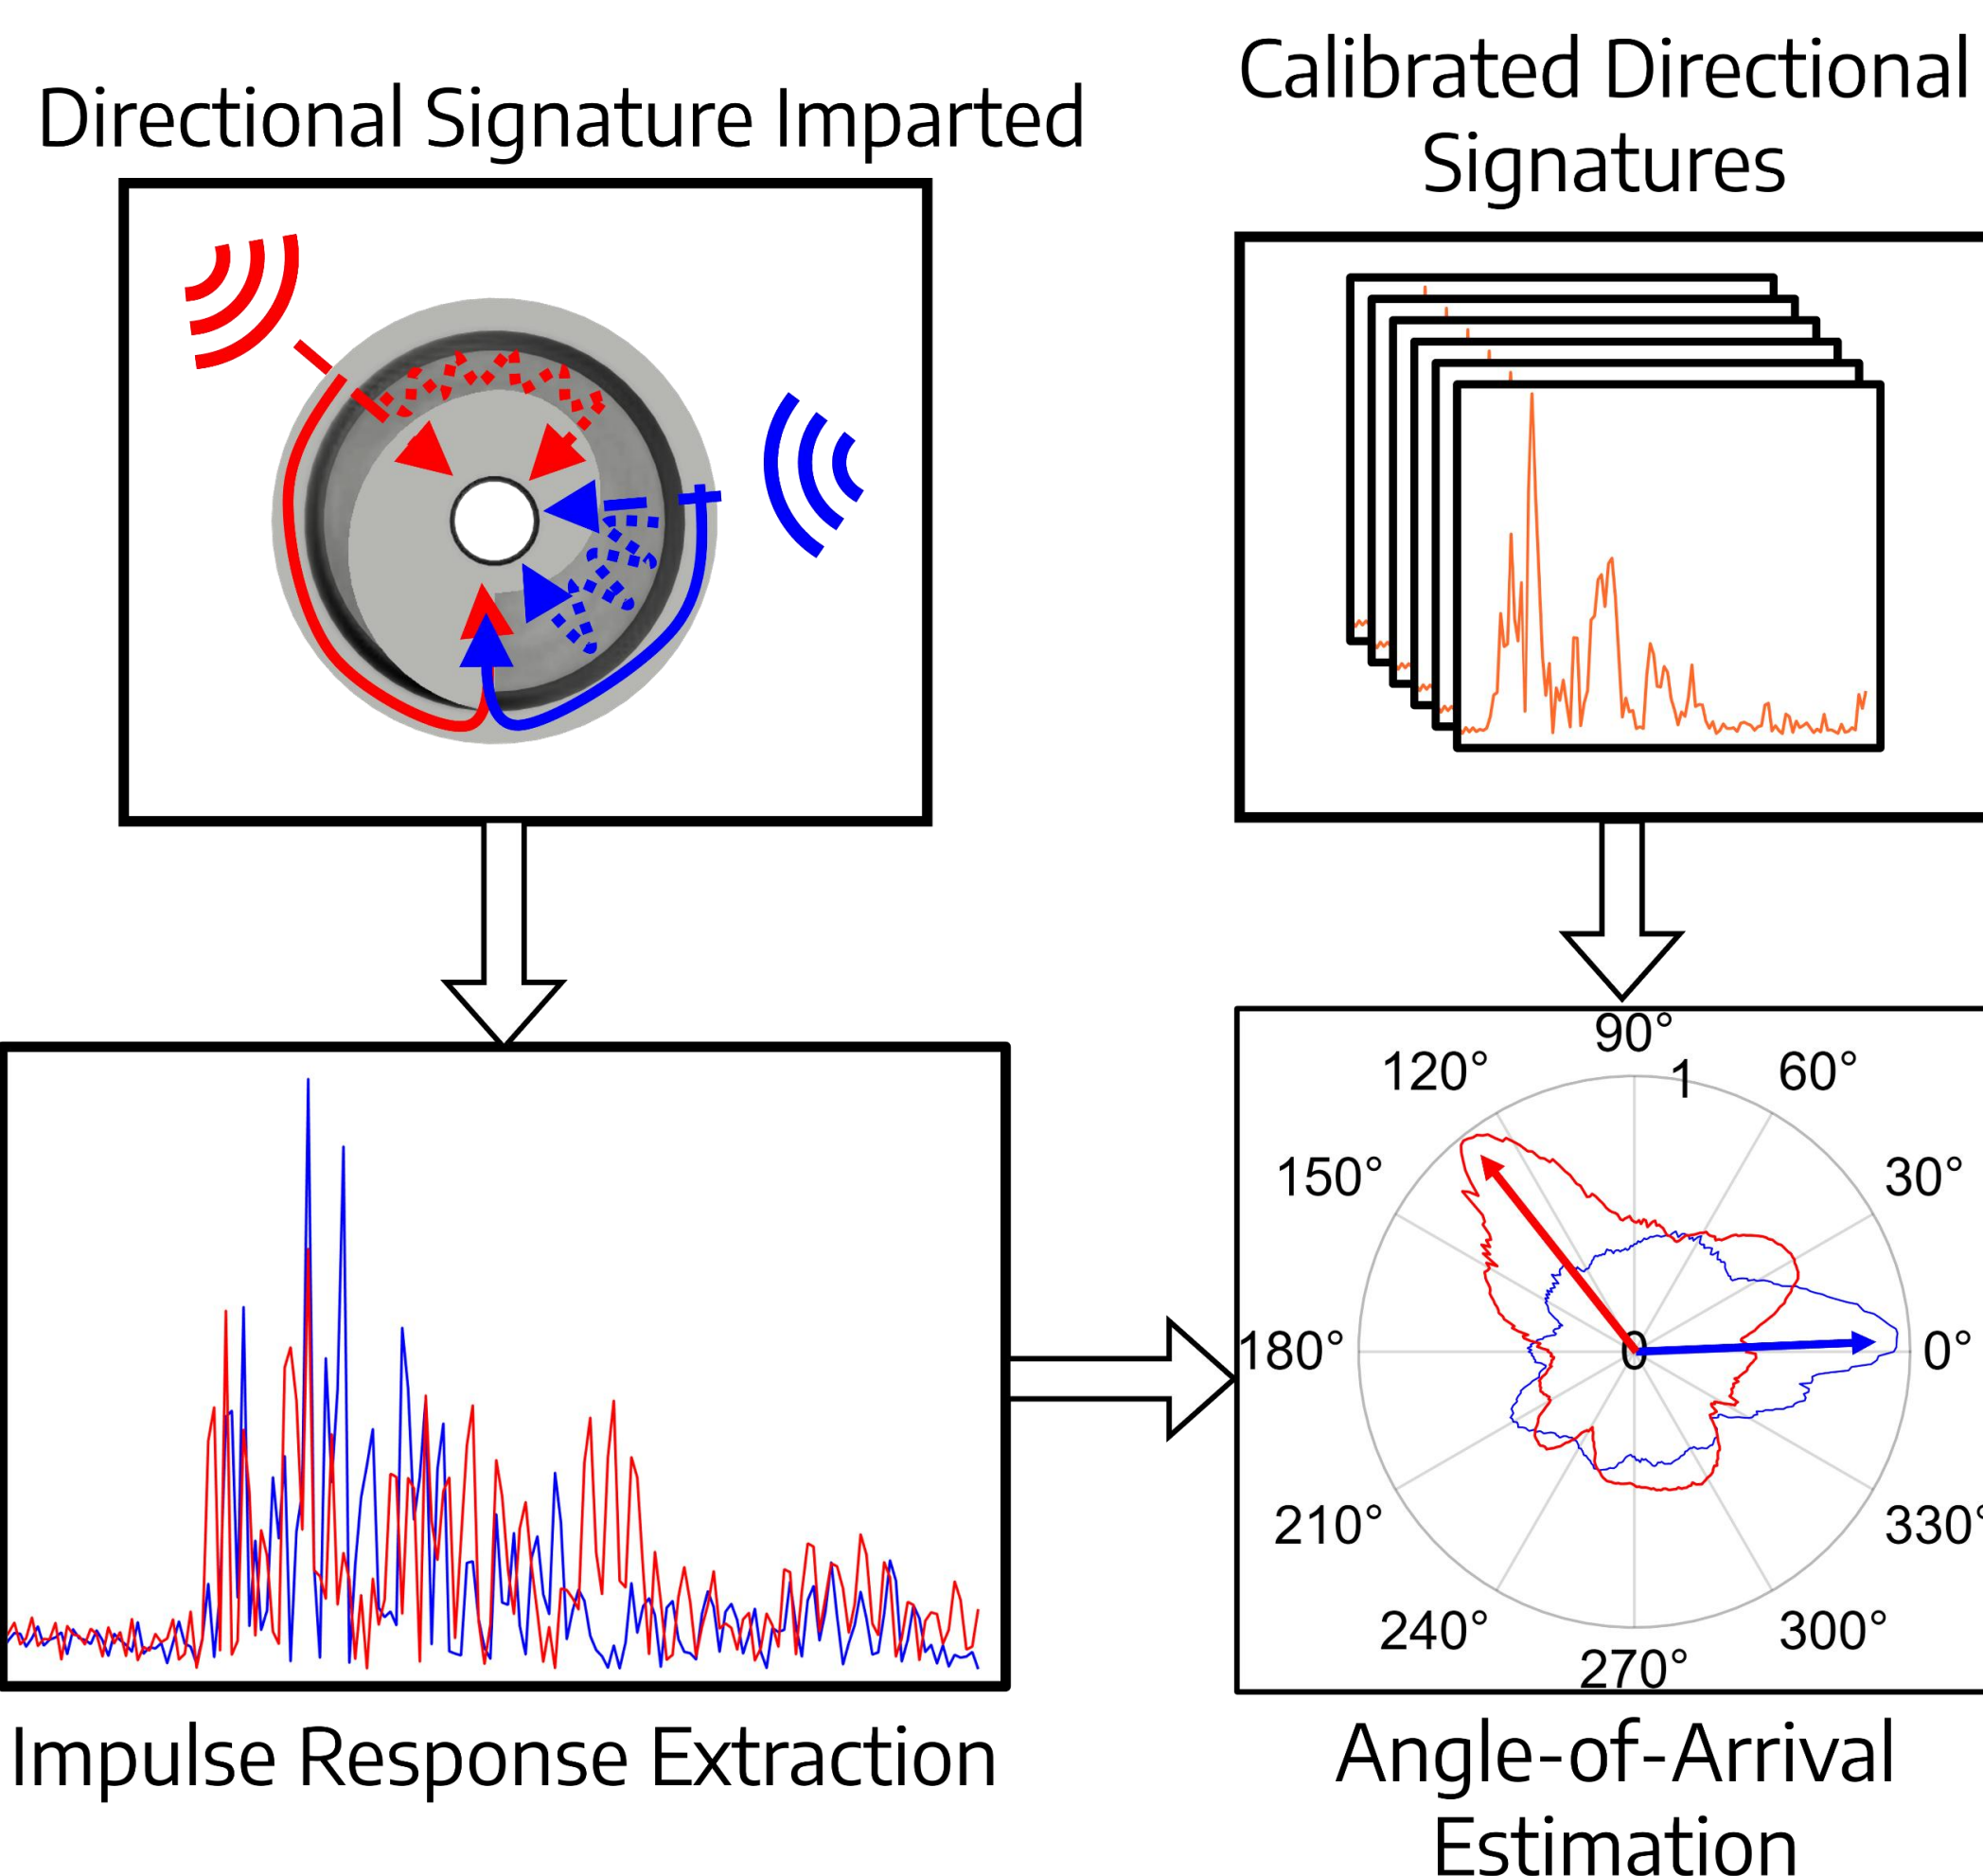 Directional Signature Imparted
Calibrated Directional
Signatures
90°
120°
1
60°
150°
30°
180°
0
0°
210°
330°
240°
300°
270°
Impulse Response Extraction
Angle-of-Arrival
Estimation